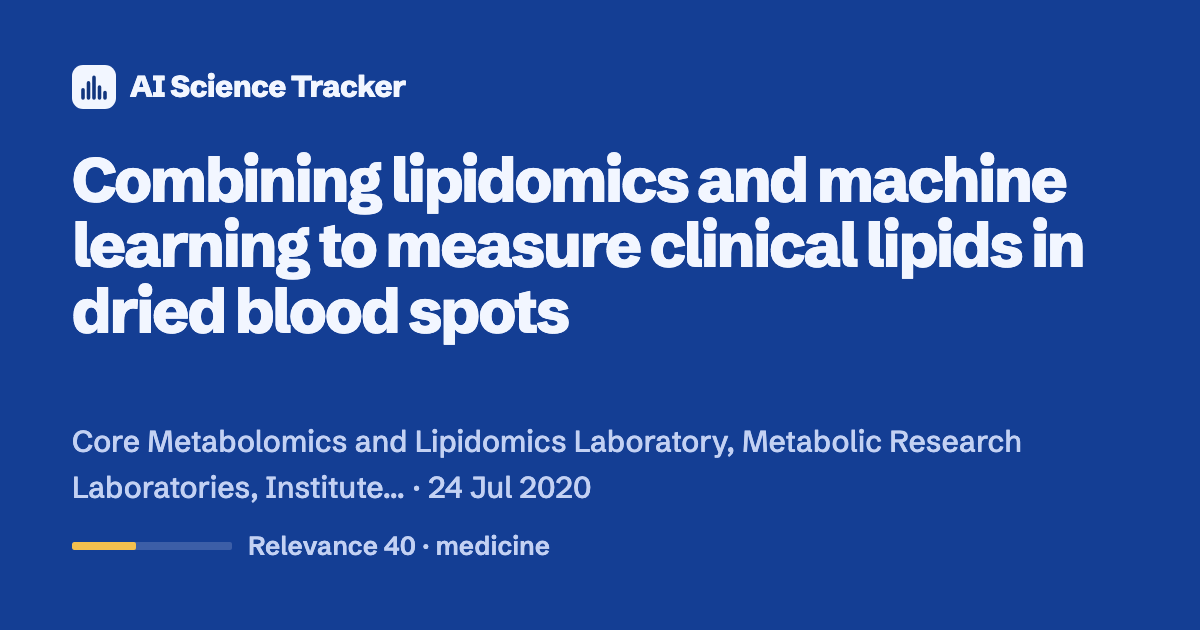 AI Science Tracker
Combining lipidomics and machine
learning to measure clinical lipids in
dried blood spots
Core Metabolomics and Lipidomics Laboratory, Metabolic Research
Laboratories, Institute... · 24 Jul 2020
Relevance 40 · medicine